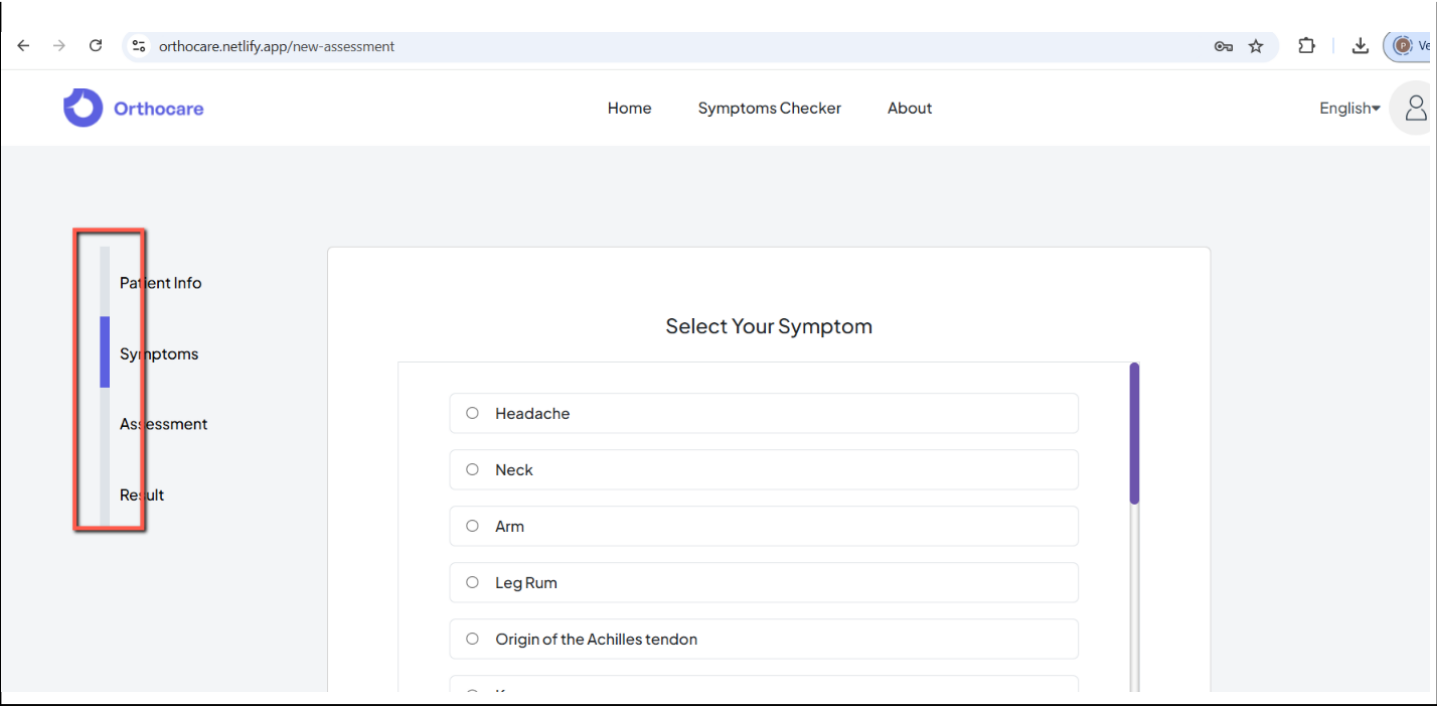 orthocare.netlify.app/new-assessment
P Ve
Orthocare Home Symptoms Checker About English
Patient Info
Symptoms
Assessment
Result
Select Your Symptom
Headache
Neck
Arm
Leg Rum
Origin of the Achilles tendon